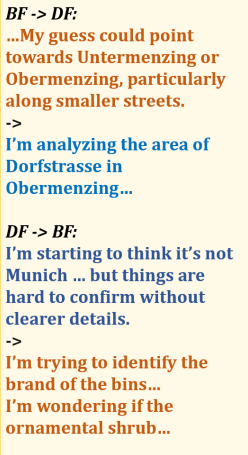 BF -> DF:
…My guess could point
towards Untermenzing or
Obermenzing, particularly
along smaller streets.
->
I’m analyzing the area of
Dorfstrasse in
Obermenzing…
DF -> BF:
I’m starting to think it’s not
Munich … but things are
hard to confirm without
clearer details.
->
I’m trying to identify the
brand of the bins…
I’m wondering if the
ornamental shrub…